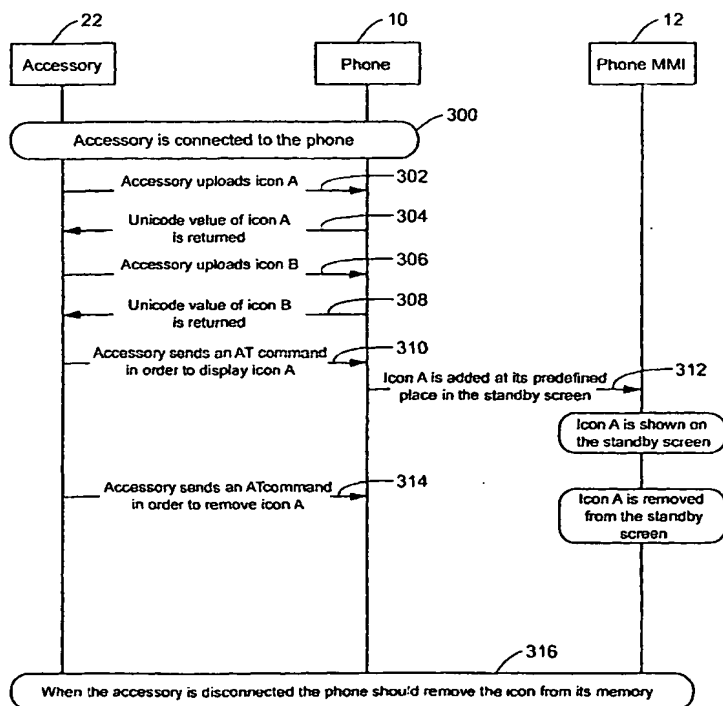 22
10
12
Accessory
Phone
Phone MMI
300
Accessory is connected to the phone
Accessory uploads icon A
302
Unicode value of icon A
is returned
304
Accessory uploads icon B
306
Unicode value of icon B
is returned
308
Accessory sends an AT command
in order to display icon A
310
Icon A is added at its predefined
place in the standby screen
312
Icon A is shown on
the standby screen
Accessory sends an ATcommand
in order to remove icon A
314
Icon A is removed
from the standby
screen
316
When the accessory is disconnected the phone should remove the icon from its memory